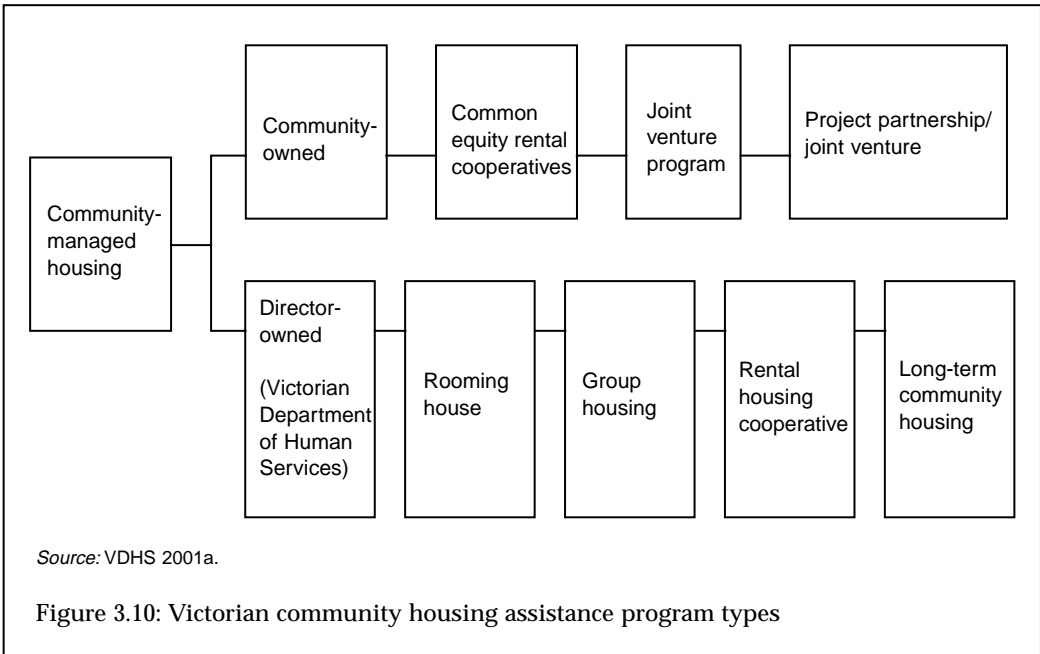 Community-
managed
housing
Community-
owned
Common
equity rental
cooperatives
Joint
venture
program
Project partnership/
joint venture
Director-
owned
(Victorian
Department
of Human
Services)
Rooming
house
Group
housing
Rental
housing
cooperative
Long-term
community
housing
Source: VDHS 2001a.
Figure 3.10: Victorian community housing assistance program types